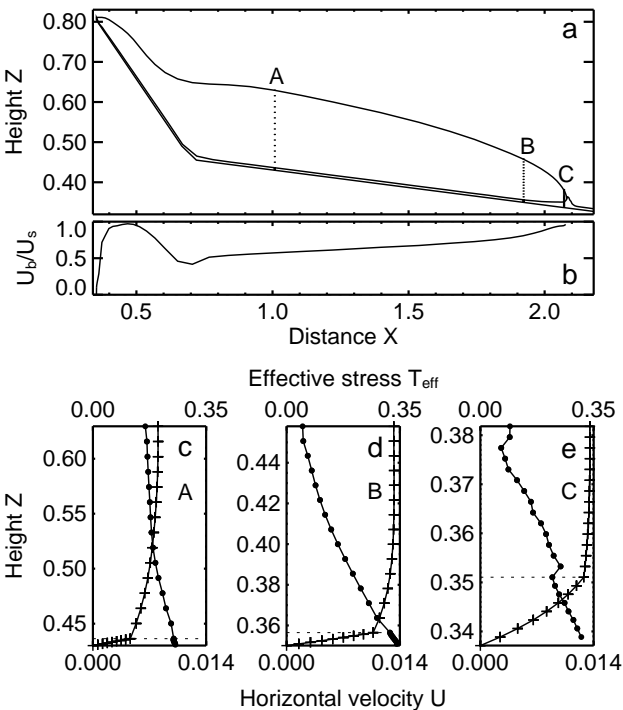 0.80
0.70
0.60
0.50
0.40
Height Z
a
A
B
C
1.0
0.5
0.0
U_b/U_s
b
0.5 1.0 1.5 2.0
Distance X
Effective stress T_eff
0.00 0.35 0.00 0.35 0.00 0.35
Height Z
0.60
0.55
0.50
0.45
c
A
0.44
0.42
0.40
0.38
0.36
d
B
0.38
0.37
0.36
0.35
0.34
e
C
0.000 0.014 0.000 0.014 0.000 0.014
Horizontal velocity U